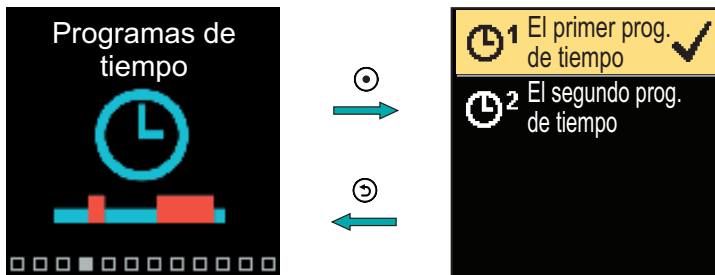 Programas de
tiempo
1 El primer prog.
de tiempo
2 El segundo prog.
de tiempo